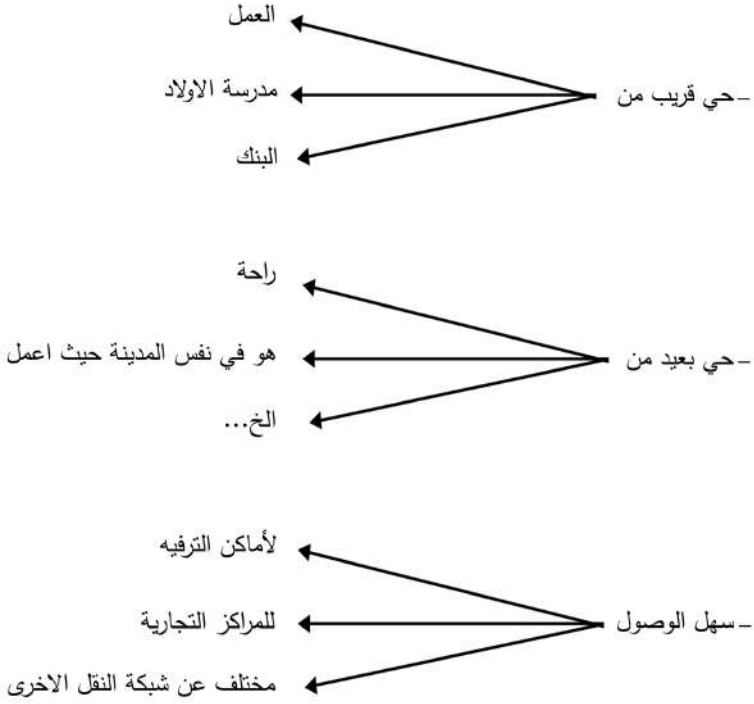 العمل
– حي قريب من
مدرسة الاولاد
البنك
راحة
– حي بعيد من
هو في نفس المدينة حيث اعمل
الخ...
لأماكن الترفيه
– سهل الوصول
للمراكز التجارية
مختلف عن شبكة النقل الاخرى